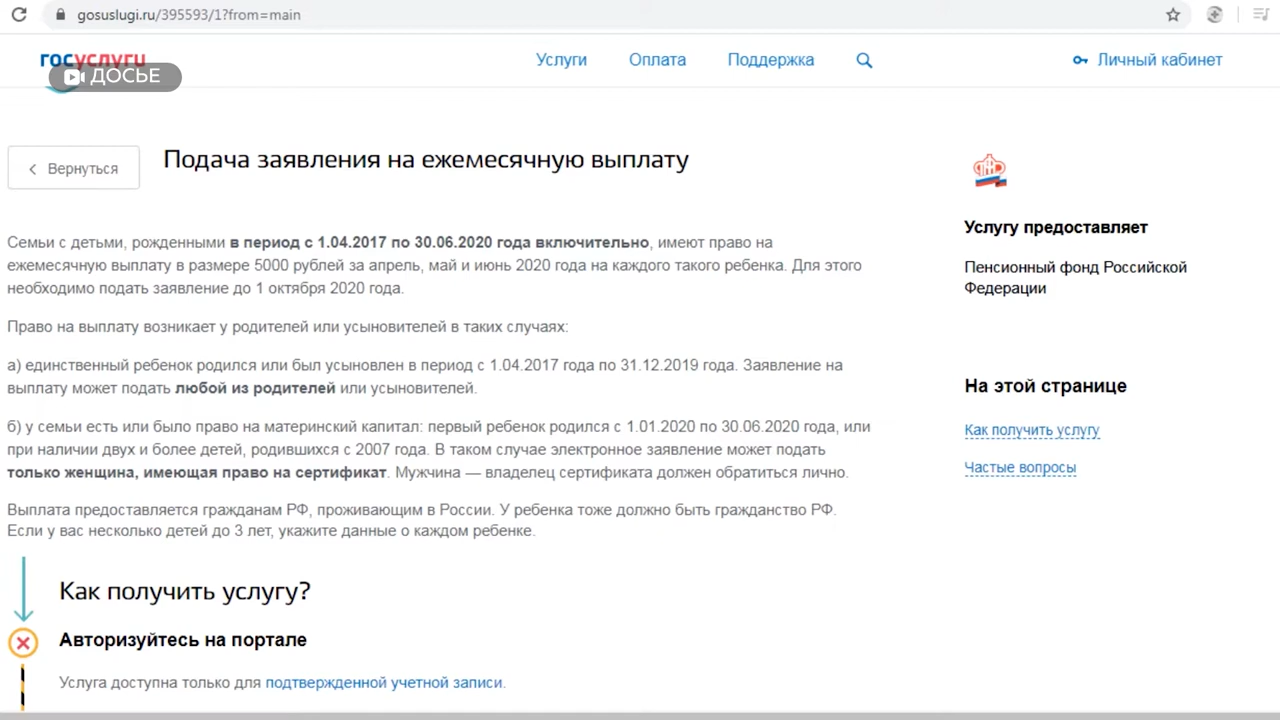 gosuslugi.ru/395593/1?from=main
госуслуги
ДОСЬЕ
Услуги
Оплата
Поддержка
Личный кабинет
Вернуться
Подача заявления на ежемесячную выплату
Семьи с детьми, рожденными в период с 1.04.2017 по 30.06.2020 года включительно, имеют право на
ежемесячную выплату в размере 5000 рублей за апрель, май и июнь 2020 года на каждого такого ребенка. Для этого
необходимо подать заявление до 1 октября 2020 года.
Право на выплату возникает у родителей или усыновителей в таких случаях:
а) единственный ребенок родился или был усыновлен в период с 1.04.2017 года по 31.12.2019 года. Заявление на
выплату может подать любой из родителей или усыновителей.
б) у семьи есть или было право на материнский капитал: первый ребенок родился с 1.01.2020 по 30.06.2020 года, или
при наличии двух и более детей, родившихся с 2007 года. В таком случае электронное заявление может подать
только женщина, имеющая право на сертификат. Мужчина — владелец сертификата должен обратиться лично.
Выплата предоставляется гражданам РФ, проживающим в России. У ребенка тоже должно быть гражданство РФ.
Если у вас несколько детей до 3 лет, укажите данные о каждом ребенке.
Как получить услугу?
Авторизуйтесь на портале
Услуга доступна только для подтвержденной учетной записи.
Услугу предоставляет
Пенсионный фонд Российской
Федерации
На этой странице
Как получить услугу
Частые вопросы